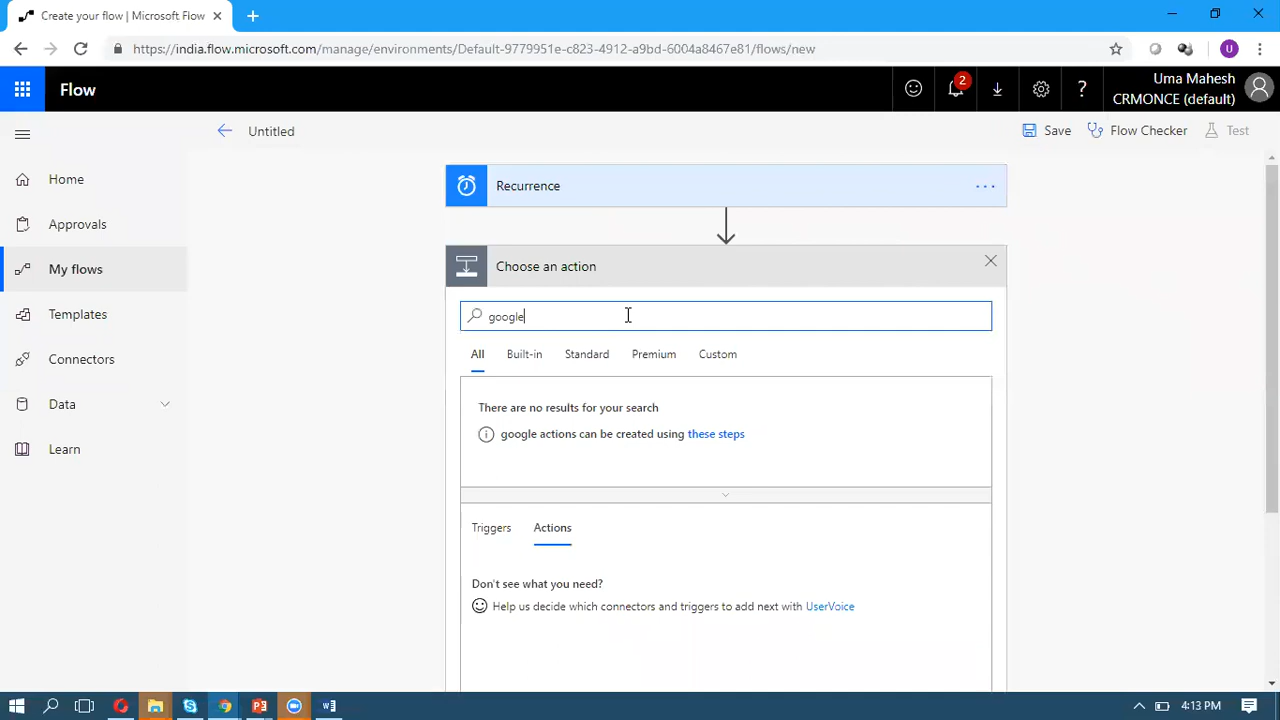 Create your flow | Microsoft Flow
https://india.flow.microsoft.com/manage/environments/Default-9779951e-c823-4912-a9bd-6004a8467e81/flows/new
U
Flow
2
?
Uma Mahesh
CRMONCE (default)
Untitled
Save
Flow Checker
Test
Home
Approvals
My flows
Templates
Connectors
Data
Learn
Recurrence
Choose an action
google
All
Built-in
Standard
Premium
Custom
There are no results for your search
google actions can be created using these steps
Triggers
Actions
Don't see what you need?
Help us decide which connectors and triggers to add next with UserVoice
4:13 PM